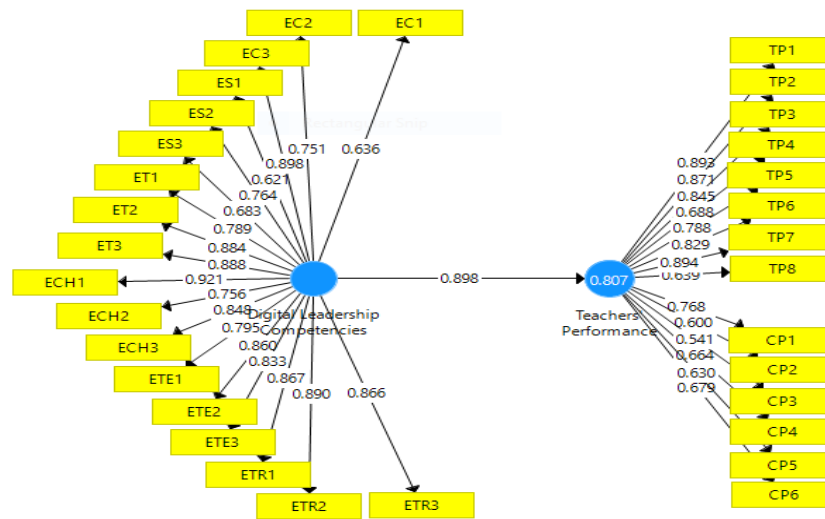 EC2
EC1
EC3
ES1
ES2
ES3
ET1
ET2
ET3
ECH1
ECH2
ECH3
ETE1
ETE2
ETE3
ETR1
ETR2
ETR3
0.751
0.636
0.898
0.621
0.764
0.683
0.789
0.884
0.888
0.921
0.756
0.848
0.795
0.860
0.833
0.867
0.890
0.866
Digital Leadership
Competencies
0.898
0.807
Teachers
Performance
0.893
0.871
0.845
0.688
0.788
0.829
0.894
0.639
0.768
0.600
0.541
0.664
0.630
0.679
TP1
TP2
TP3
TP4
TP5
TP6
TP7
TP8
CP1
CP2
CP3
CP4
CP5
CP6